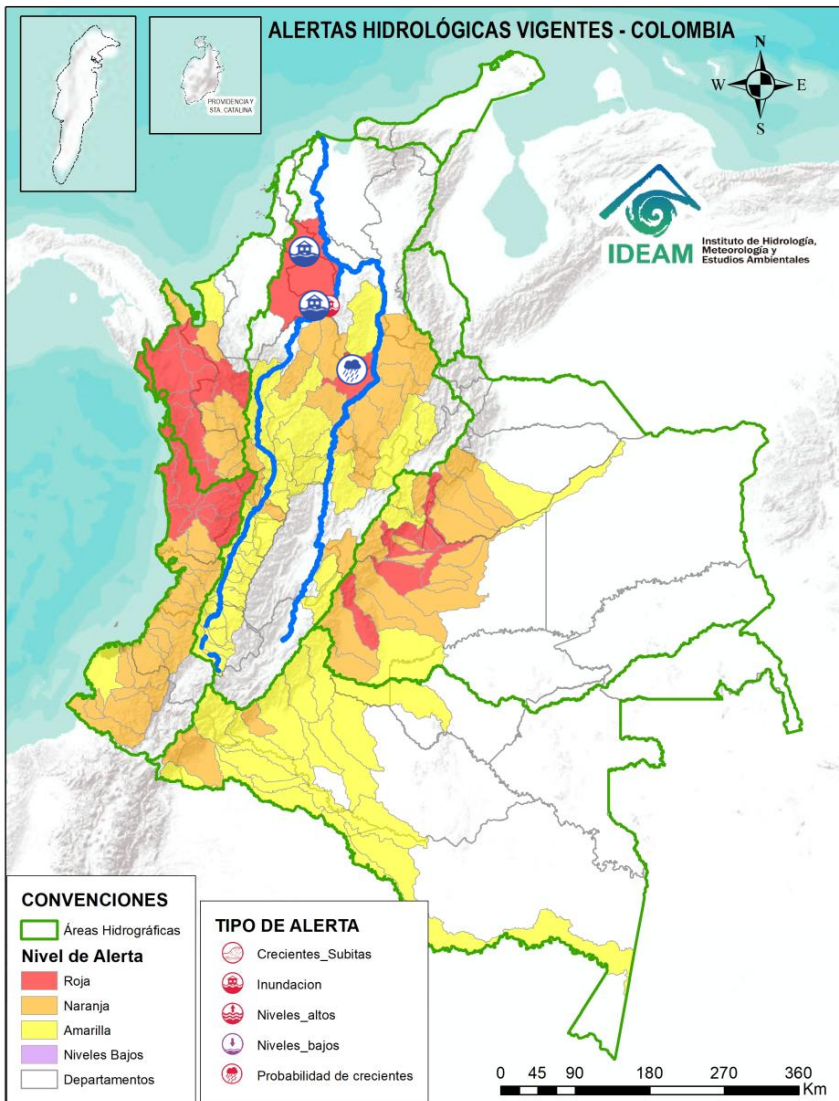 ALERTAS HIDROLÓGICAS VIGENTES - COLOMBIA
PROVIDENCIA Y
STA. CATALINA
N
W
E
S
IDEAM
Instituto de Hidrología,
Meteorología y
Estudios Ambientales
CONVENCIONES
Áreas Hidrográficas
Nivel de Alerta
Roja
Naranja
Amarilla
Niveles Bajos
Departamentos
TIPO DE ALERTA
Crecientes_Subitas
Inundacion
Niveles_altos
Niveles_bajos
Probabilidad de crecientes
0 45 90 180 270 360
Km